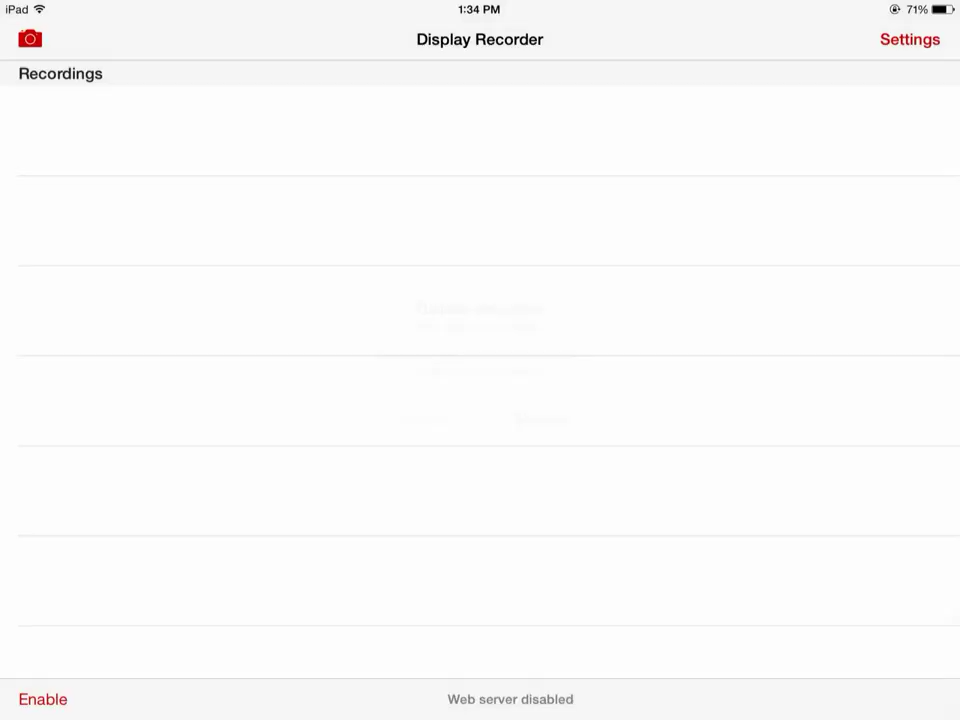 iPad
1:34 PM
71%
Display Recorder
Settings
Recordings
Enable
Web server disabled